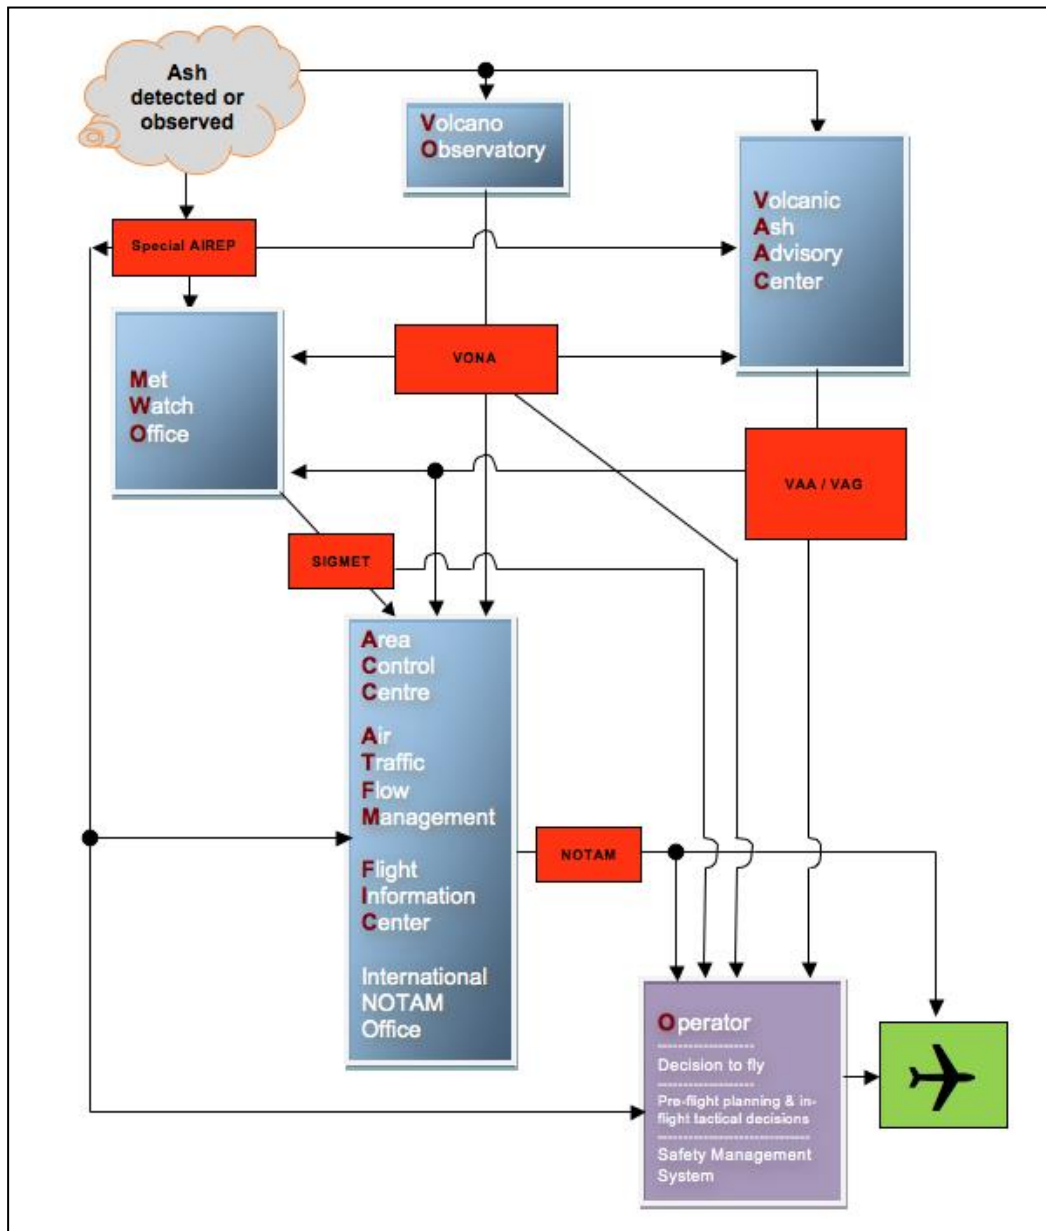 Ash
detected or
observed
Volcano
Observatory
Volcanic
Ash
Advisory
Center
Special AIREP
VONA
Met
Watch
Office
VAA / VAG
SIGMET
Area
Control
Centre
Air
Traffic
Flow
Management
Flight
Information
Center
International
NOTAM
Office
NOTAM
Operator
--------------------
Decision to fly
--------------------
Pre-flight planning & in-
flight tactical decisions
--------------------------------
Safety Management
System